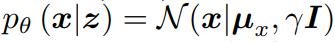 p_θ (x|z) = 𝒩(x|μ_x, γI)